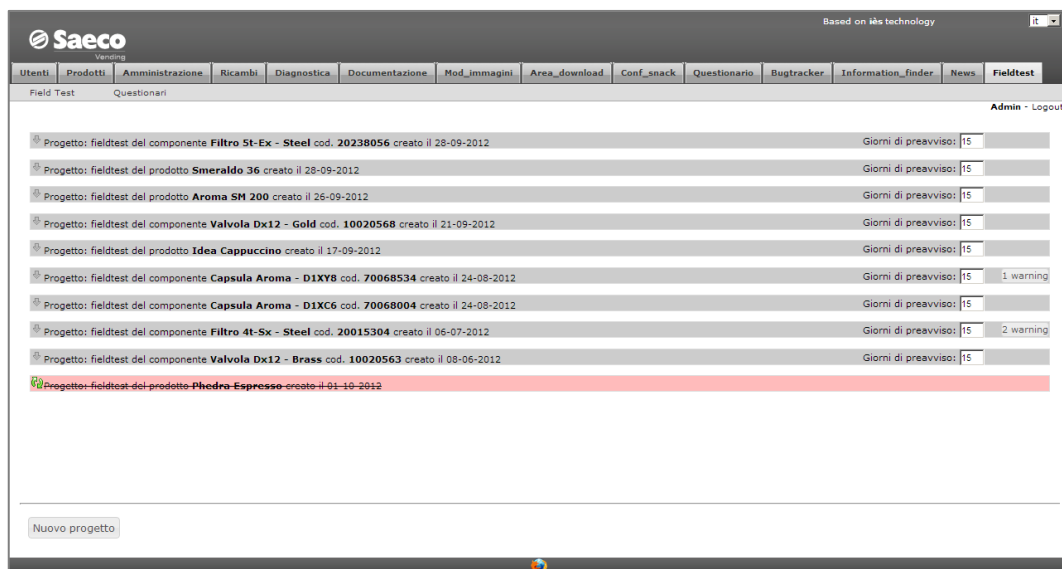 Based on iès technology
it
Saeco
Vending
Utenti Prodotti Amministrazione Ricambi Diagnostica Documentazione Mod_immagini Area_download Conf_snack Questionario Bugtracker Information_finder News Fieldtest
Field Test Questionari
Admin - Logout
Progetto: fieldtest del componente Filtro 5t-Ex - Steel cod. 20238056 creato il 28-09-2012 Giorni di preavviso: 15
Progetto: fieldtest del prodotto Smeraldo 36 creato il 28-09-2012 Giorni di preavviso: 15
Progetto: fieldtest del prodotto Aroma SM 200 creato il 26-09-2012 Giorni di preavviso: 15
Progetto: fieldtest del componente Valvola Dx12 - Gold cod. 10020568 creato il 21-09-2012 Giorni di preavviso: 15
Progetto: fieldtest del prodotto Idea Cappuccino creato il 17-09-2012 Giorni di preavviso: 15
Progetto: fieldtest del componente Capsula Aroma - D1XY8 cod. 70068534 creato il 24-08-2012 Giorni di preavviso: 15 1 warning
Progetto: fieldtest del componente Capsula Aroma - D1XC6 cod. 70068004 creato il 24-08-2012 Giorni di preavviso: 15
Progetto: fieldtest del componente Filtro 4t-Sx - Steel cod. 20015304 creato il 06-07-2012 Giorni di preavviso: 15 2 warning
Progetto: fieldtest del componente Valvola Dx12 - Brass cod. 10020563 creato il 08-06-2012 Giorni di preavviso: 15
Progetto: fieldtest del prodotto Phedra Espresso creato il 01-10-2012
Nuovo progetto